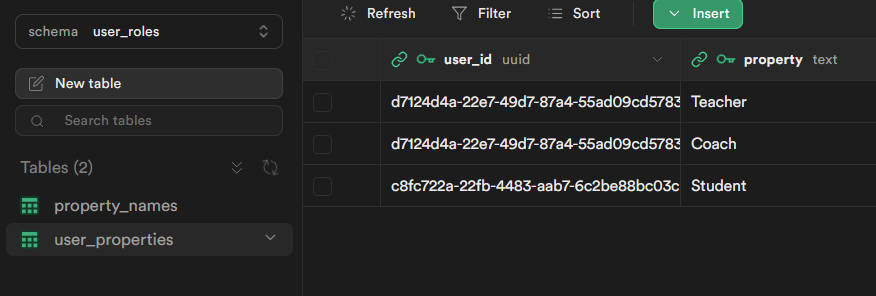 schema user_roles
New table
Search tables
Tables (2)
property_names
user_properties
Refresh Filter Sort Insert
user_id uuid property text
d7124d4a-22e7-49d7-87a4-55ad09cd5783 Teacher
d7124d4a-22e7-49d7-87a4-55ad09cd5783 Coach
c8fc722a-22fb-4483-aab7-6c2be88bc03c Student